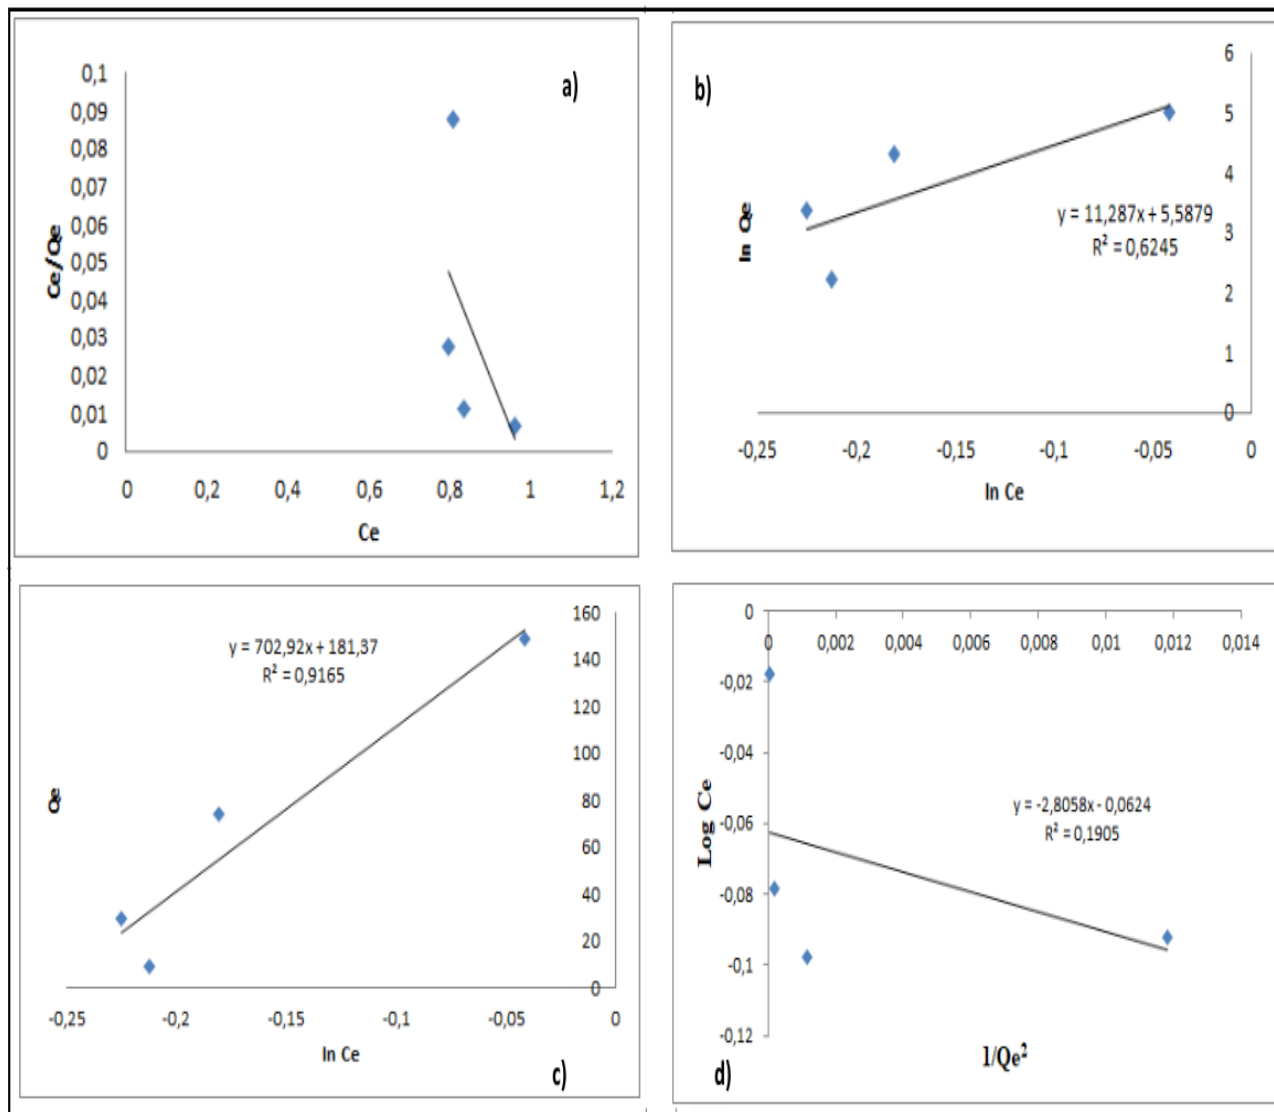 a)
0,1
0,09
0,08
0,07
0,06
0,05
0,04
0,03
0,02
0,01
0
Ce/Qe
0 0,2 0,4 0,6 0,8 1 1,2
Ce
b)
6
5
4
3
2
1
0
ln Qe
y = 11,287x + 5,5879
R² = 0,6245
-0,25 -0,2 -0,15 -0,1 -0,05 0
ln Ce
160
140
120
100
80
60
40
20
0
Qe
y = 702,92x + 181,37
R² = 0,9165
-0,25 -0,2 -0,15 -0,1 -0,05 0
ln Ce
c)
0
-0,02
-0,04
-0,06
-0,08
-0,1
-0,12
0 0,002 0,004 0,006 0,008 0,01 0,012 0,014
Log Ce
y = -2,8058x - 0,0624
R² = 0,1905
1/Qe²
d)